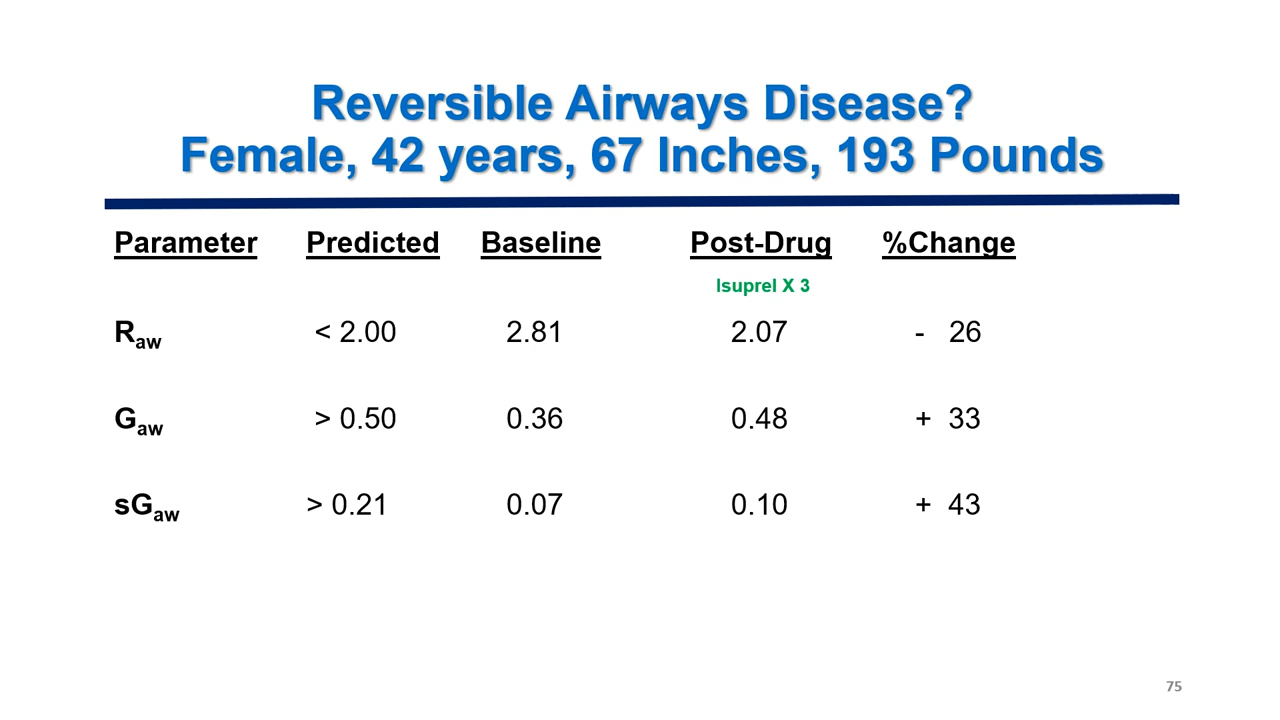 Reversible Airways Disease?
Female, 42 years, 67 Inches, 193 Pounds
Parameter Predicted Baseline Post-Drug %Change
Isuprel X 3
Raw < 2.00 2.81 2.07 - 26
Gaw > 0.50 0.36 0.48 + 33
sGaw > 0.21 0.07 0.10 + 43
75